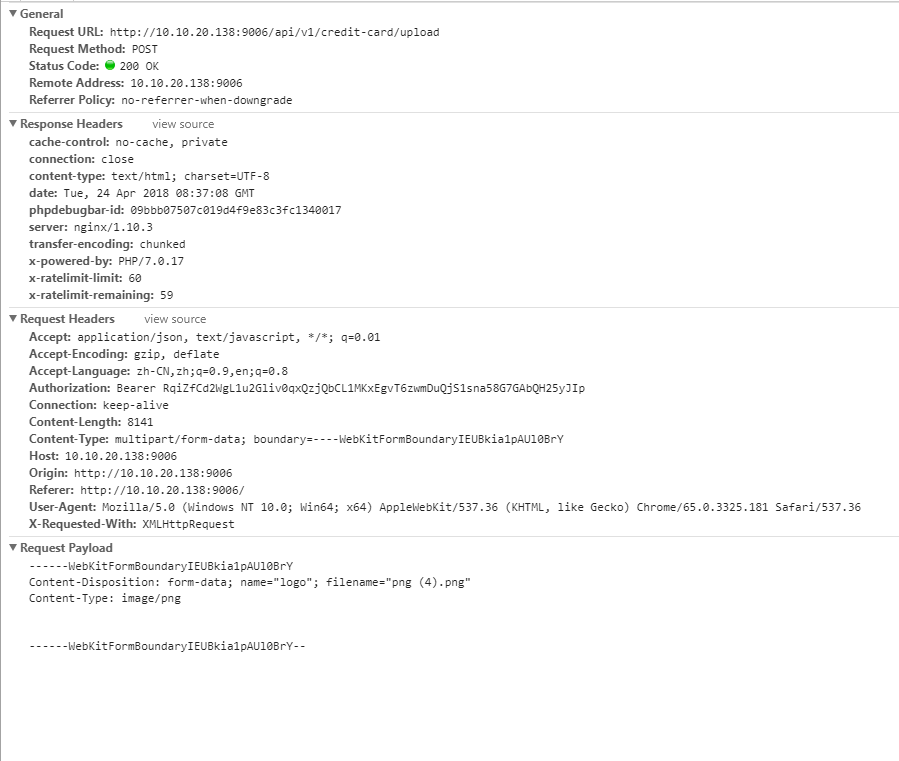 General
Request URL: http://10.10.20.138:9006/api/v1/credit-card/upload
Request Method: POST
Status Code: 200 OK
Remote Address: 10.10.20.138:9006
Referrer Policy: no-referrer-when-downgrade
Response Headers view source
cache-control: no-cache, private
connection: close
content-type: text/html; charset=UTF-8
date: Tue, 24 Apr 2018 08:37:08 GMT
phpdebugbar-id: 09bbb07507c019d4f9e83c3fc1340017
server: nginx/1.10.3
transfer-encoding: chunked
x-powered-by: PHP/7.0.17
x-ratelimit-limit: 60
x-ratelimit-remaining: 59
Request Headers view source
Accept: application/json, text/javascript, */*; q=0.01
Accept-Encoding: gzip, deflate
Accept-Language: zh-CN,zh;q=0.9,en;q=0.8
Authorization: Bearer RqiZfCd2WgL1u2Gliv0qxQzjQbCL1MKxEgvT6zwmDuQjS1sna58G7GAbQH25yJIp
Connection: keep-alive
Content-Length: 8141
Content-Type: multipart/form-data; boundary=----WebKitFormBoundaryIEUBkia1pAUl0BrY
Host: 10.10.20.138:9006
Origin: http://10.10.20.138:9006
Referer: http://10.10.20.138:9006/
User-Agent: Mozilla/5.0 (Windows NT 10.0; Win64; x64) AppleWebKit/537.36 (KHTML, like Gecko) Chrome/65.0.3325.181 Safari/537.36
X-Requested-With: XMLHttpRequest
Request Payload
------WebKitFormBoundaryIEUBkia1pAUl0BrY
Content-Disposition: form-data; name="logo"; filename="png (4).png"
Content-Type: image/png
------WebKitFormBoundaryIEUBkia1pAUl0BrY--